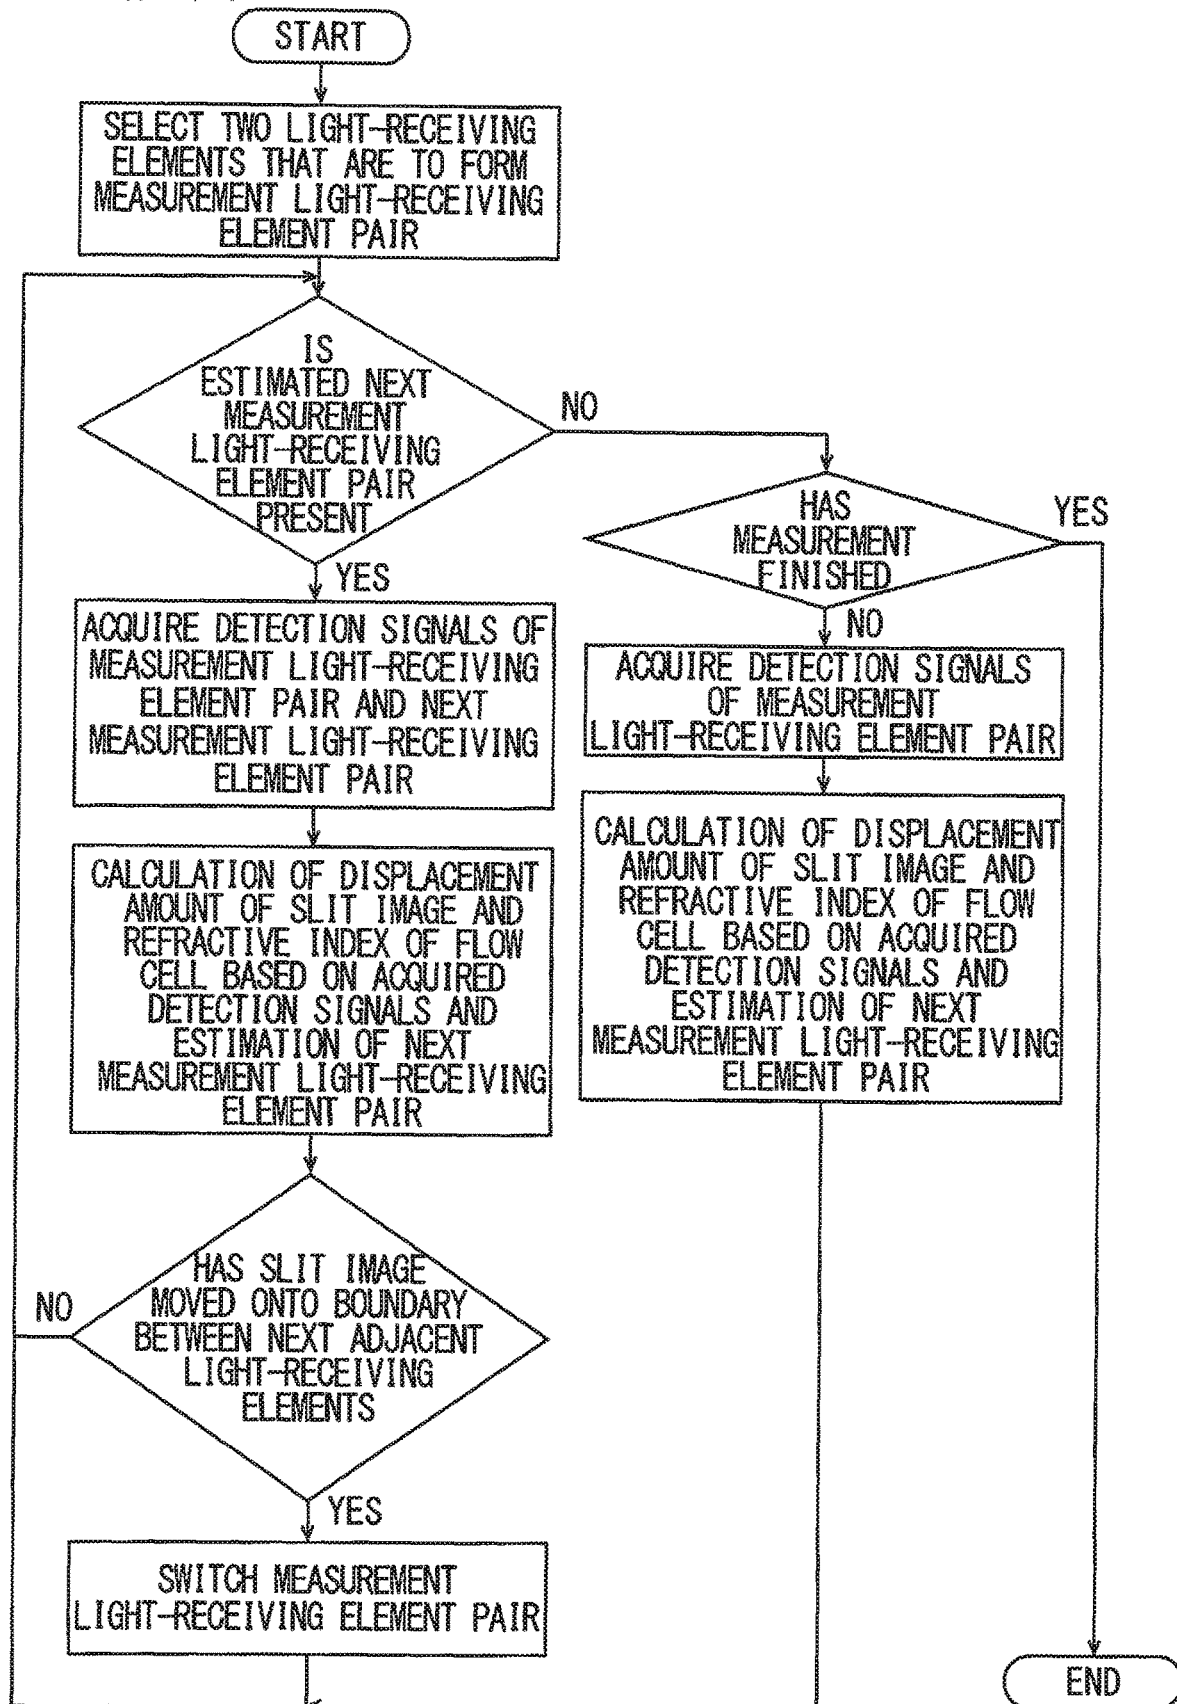 START
SELECT TWO LIGHT-RECEIVING
ELEMENTS THAT ARE TO FORM
MEASUREMENT LIGHT-RECEIVING
ELEMENT PAIR
IS
ESTIMATED NEXT
MEASUREMENT
LIGHT-RECEIVING
ELEMENT PAIR
PRESENT
NO
YES
HAS
MEASUREMENT
FINISHED
YES
NO
ACQUIRE DETECTION SIGNALS OF
MEASUREMENT LIGHT-RECEIVING
ELEMENT PAIR AND NEXT
MEASUREMENT LIGHT-RECEIVING
ELEMENT PAIR
ACQUIRE DETECTION SIGNALS
OF MEASUREMENT
LIGHT-RECEIVING ELEMENT PAIR
CALCULATION OF DISPLACEMENT
AMOUNT OF SLIT IMAGE AND
REFRACTIVE INDEX OF FLOW
CELL BASED ON ACQUIRED
DETECTION SIGNALS AND
ESTIMATION OF NEXT
MEASUREMENT LIGHT-RECEIVING
ELEMENT PAIR
CALCULATION OF DISPLACEMENT
AMOUNT OF SLIT IMAGE AND
REFRACTIVE INDEX OF FLOW
CELL BASED ON ACQUIRED
DETECTION SIGNALS AND
ESTIMATION OF NEXT
MEASUREMENT LIGHT-RECEIVING
ELEMENT PAIR
HAS SLIT IMAGE
MOVED ONTO BOUNDARY
BETWEEN NEXT ADJACENT
LIGHT-RECEIVING
ELEMENTS
NO
YES
SWITCH MEASUREMENT
LIGHT-RECEIVING ELEMENT PAIR
END